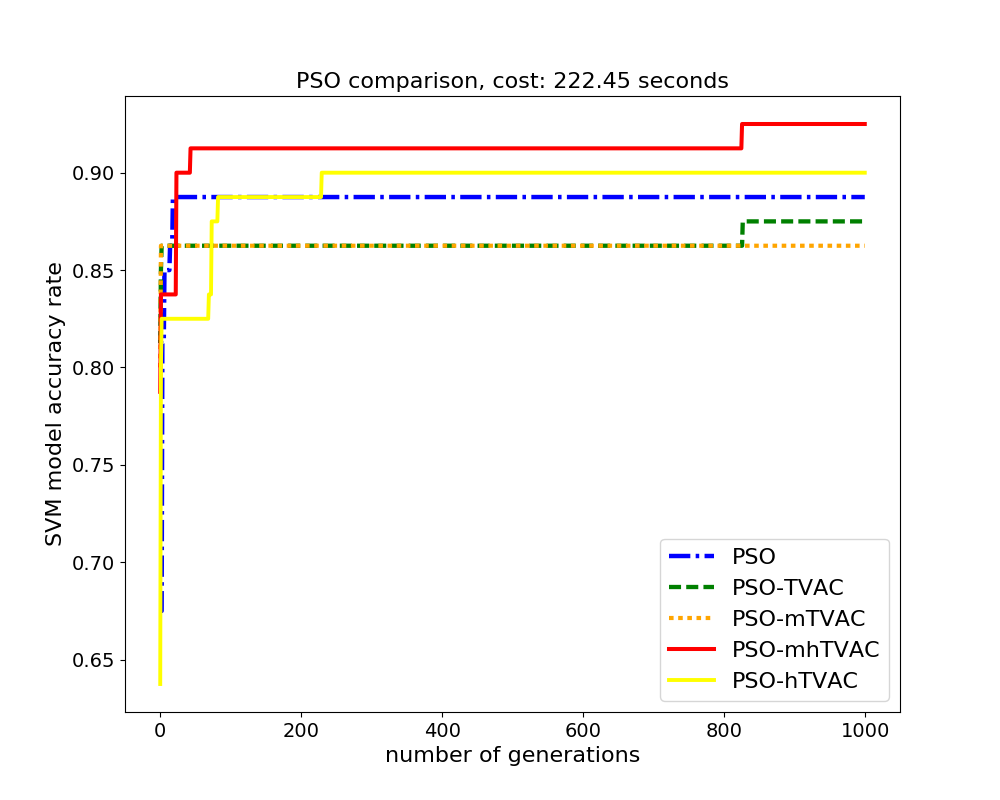 PSO comparison, cost: 222.45 seconds
SVM model accuracy rate
0.90
0.85
0.80
0.75
0.70
0.65
0 200 400 600 800 1000
number of generations
PSO
PSO-TVAC
PSO-mTVAC
PSO-mhTVAC
PSO-hTVAC